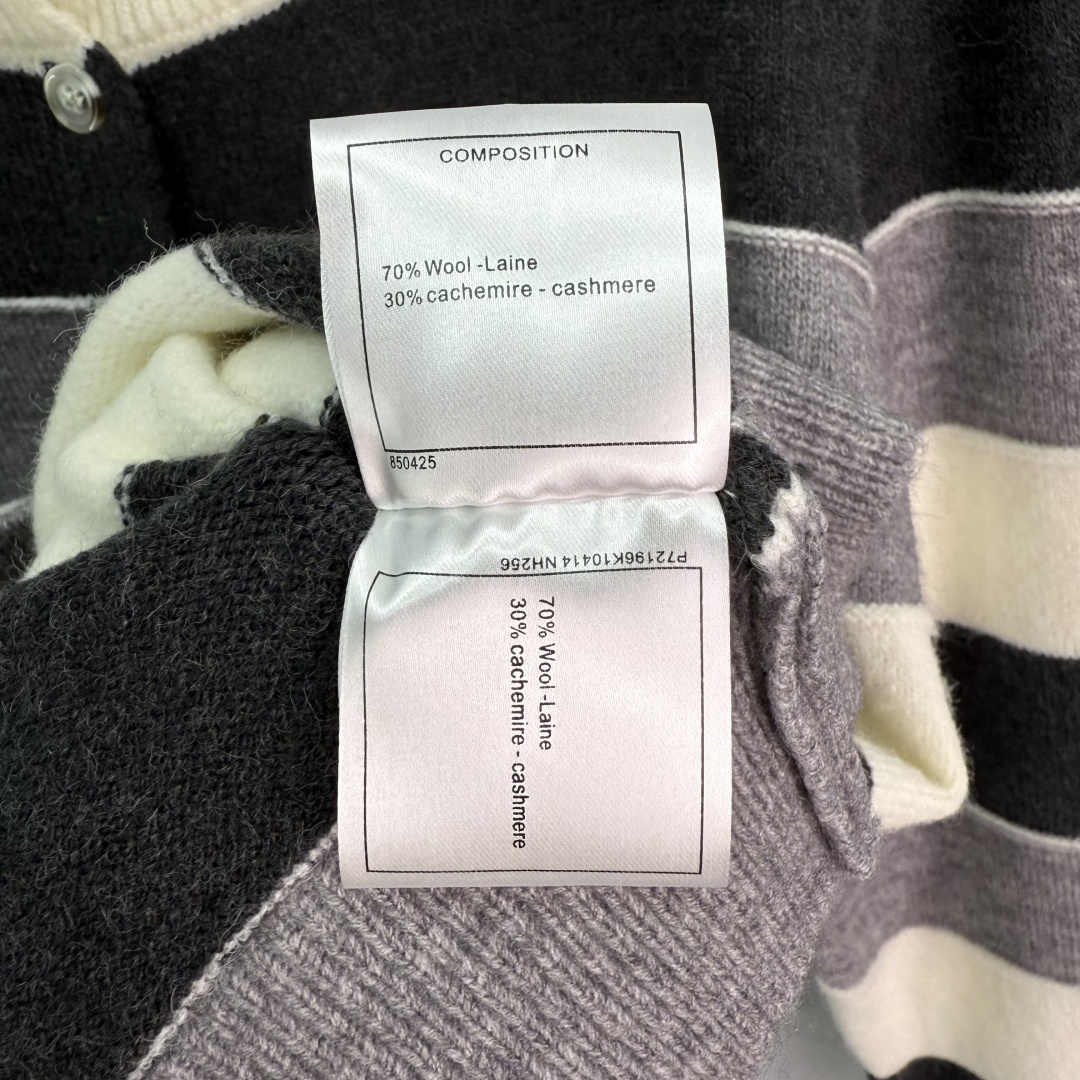 COMPOSITION
70% Wool -Laine
30% cachemire - cashmere
850425
P72196K10414 NH256
70% Wool -Laine
30% cachemire - cashmere